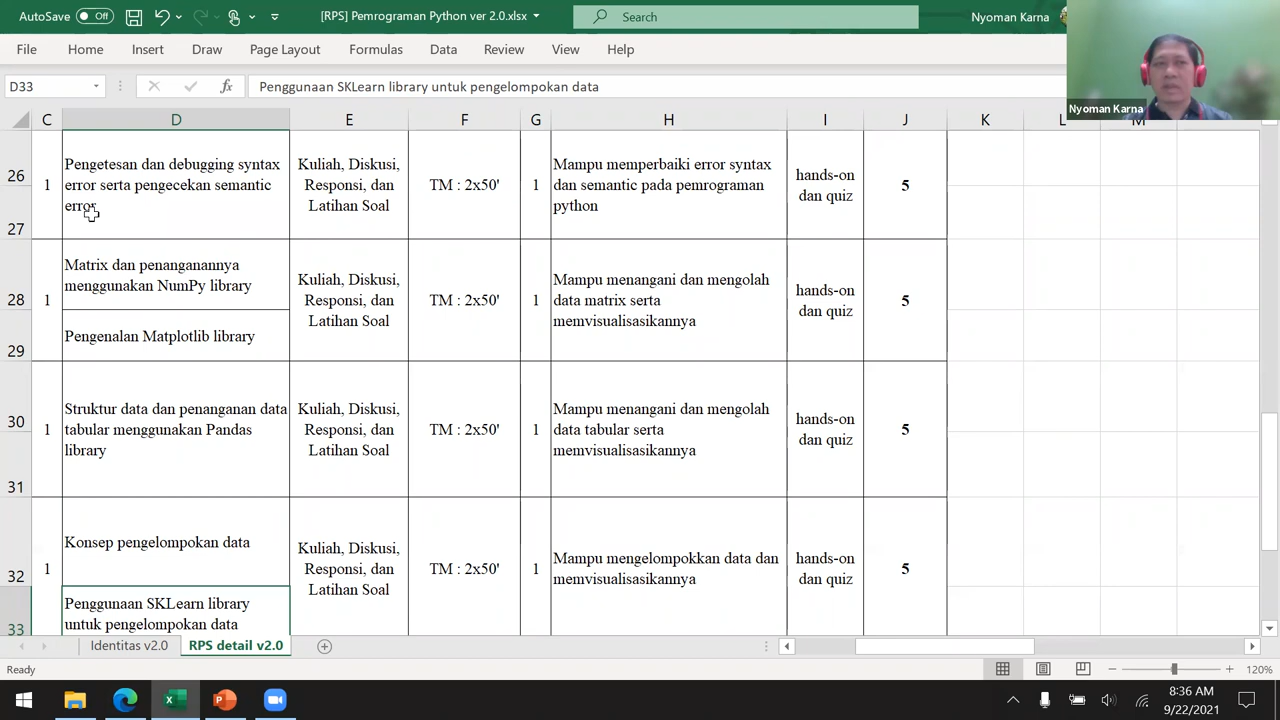 AutoSave Off [RPS] Pemrograman Python ver 2.0.xlsx Search Nyoman Karna
File Home Insert Draw Page Layout Formulas Data Review View Help
D33 fx Penggunaan SKLearn library untuk pengelompokan data
Nyoman Karna
C D E F G H I J K L M
26
27
1
Pengetesan dan debugging syntax
error serta pengecekan semantic
error
Kuliah, Diskusi,
Responsi, dan
Latihan Soal
TM : 2x50'
1
Mampu memperbaiki error syntax
dan semantic pada pemrograman
python
hands-on
dan quiz
5
28
29
1
Matrix dan penanganannya
menggunakan NumPy library
Pengenalan Matplotlib library
Kuliah, Diskusi,
Responsi, dan
Latihan Soal
TM : 2x50'
1
Mampu menangani dan mengolah
data matrix serta
memvisualisasikannya
hands-on
dan quiz
5
30
31
1
Struktur data dan penanganan data
tabular menggunakan Pandas
library
Kuliah, Diskusi,
Responsi, dan
Latihan Soal
TM : 2x50'
1
Mampu menangani dan mengolah
data tabular serta
memvisualisasikannya
hands-on
dan quiz
5
32
33
1
Konsep pengelompokan data
Penggunaan SKLearn library
untuk pengelompokan data
Kuliah, Diskusi,
Responsi, dan
Latihan Soal
TM : 2x50'
1
Mampu mengelompokkan data dan
memvisualisasikannya
hands-on
dan quiz
5
Identitas v2.0 RPS detail v2.0
Ready 120%
8:36 AM
9/22/2021